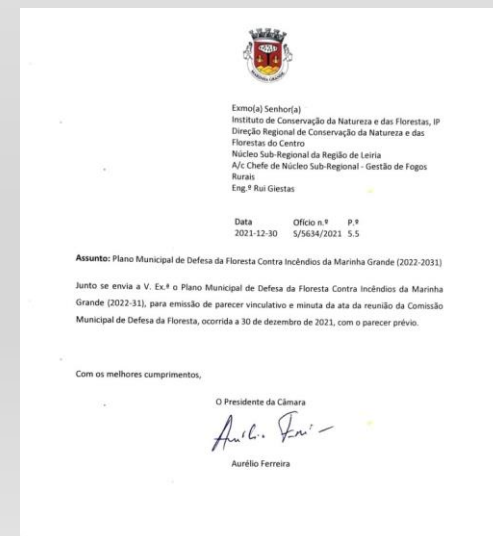 MARINHA GRANDE
Exmo(a) Senhor(a)
Instituto de Conservação da Natureza e das Florestas, IP
Direção Regional de Conservação da Natureza e das
Florestas do Centro
Núcleo Sub-Regional da Região de Leiria
A/c Chefe de Núcleo Sub-Regional - Gestão de Fogos
Rurais
Eng.º Rui Giestas
Data Ofício n.º P.º
2021-12-30 S/5634/2021 5.5
Assunto: Plano Municipal de Defesa da Floresta Contra Incêndios da Marinha Grande (2022-2031)
Junto se envia a V. Ex.ª o Plano Municipal de Defesa da Floresta Contra Incêndios da Marinha
Grande (2022-31), para emissão de parecer vinculativo e minuta da ata da reunião da Comissão
Municipal de Defesa da Floresta, ocorrida a 30 de dezembro de 2021, com o parecer prévio.
Com os melhores cumprimentos,
O Presidente da Câmara
Aurélio Ferreira